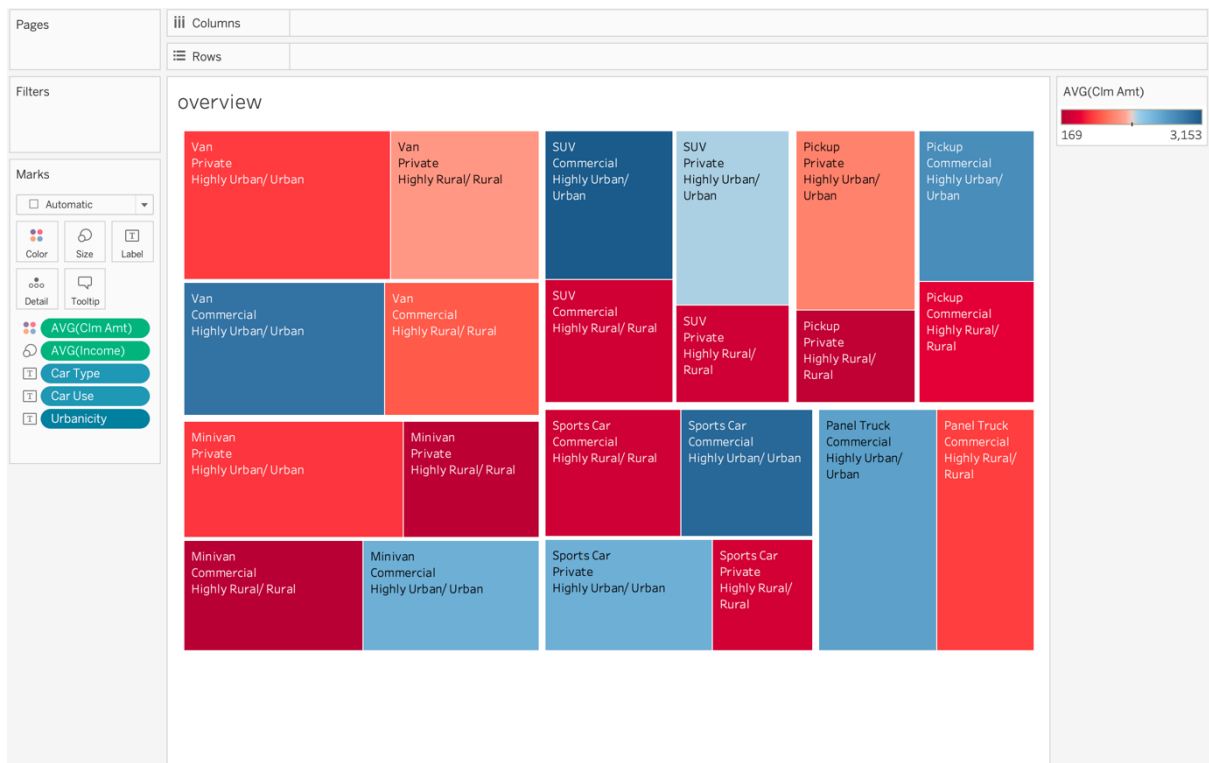 Pages
Columns
Rows
Filters
Marks
Automatic
Color
Size
Label
Detail
Tooltip
AVG(Clm Amt)
AVG(Income)
Car Type
Car Use
Urbanicity
overview
Van
Private
Highly Urban/ Urban
Van
Private
Highly Rural/ Rural
SUV
Commercial
Highly Urban/
Urban
SUV
Private
Highly Urban/
Urban
Pickup
Private
Highly Urban/
Urban
Pickup
Commercial
Highly Urban/
Urban
Van
Commercial
Highly Urban/ Urban
Van
Commercial
Highly Rural/ Rural
SUV
Commercial
Highly Rural/ Rural
SUV
Private
Highly Rural/
Rural
Pickup
Private
Highly Rural/
Rural
Pickup
Commercial
Highly Rural/
Rural
Minivan
Private
Highly Urban/ Urban
Minivan
Private
Highly Rural/ Rural
Sports Car
Commercial
Highly Rural/ Rural
Sports Car
Commercial
Highly Urban/ Urban
Panel Truck
Commercial
Highly Urban/
Urban
Panel Truck
Commercial
Highly Rural/
Rural
Minivan
Commercial
Highly Rural/ Rural
Minivan
Commercial
Highly Urban/ Urban
Sports Car
Private
Highly Urban/ Urban
Sports Car
Private
Highly Rural/
Rural
AVG(Clm Amt)
169 3,153